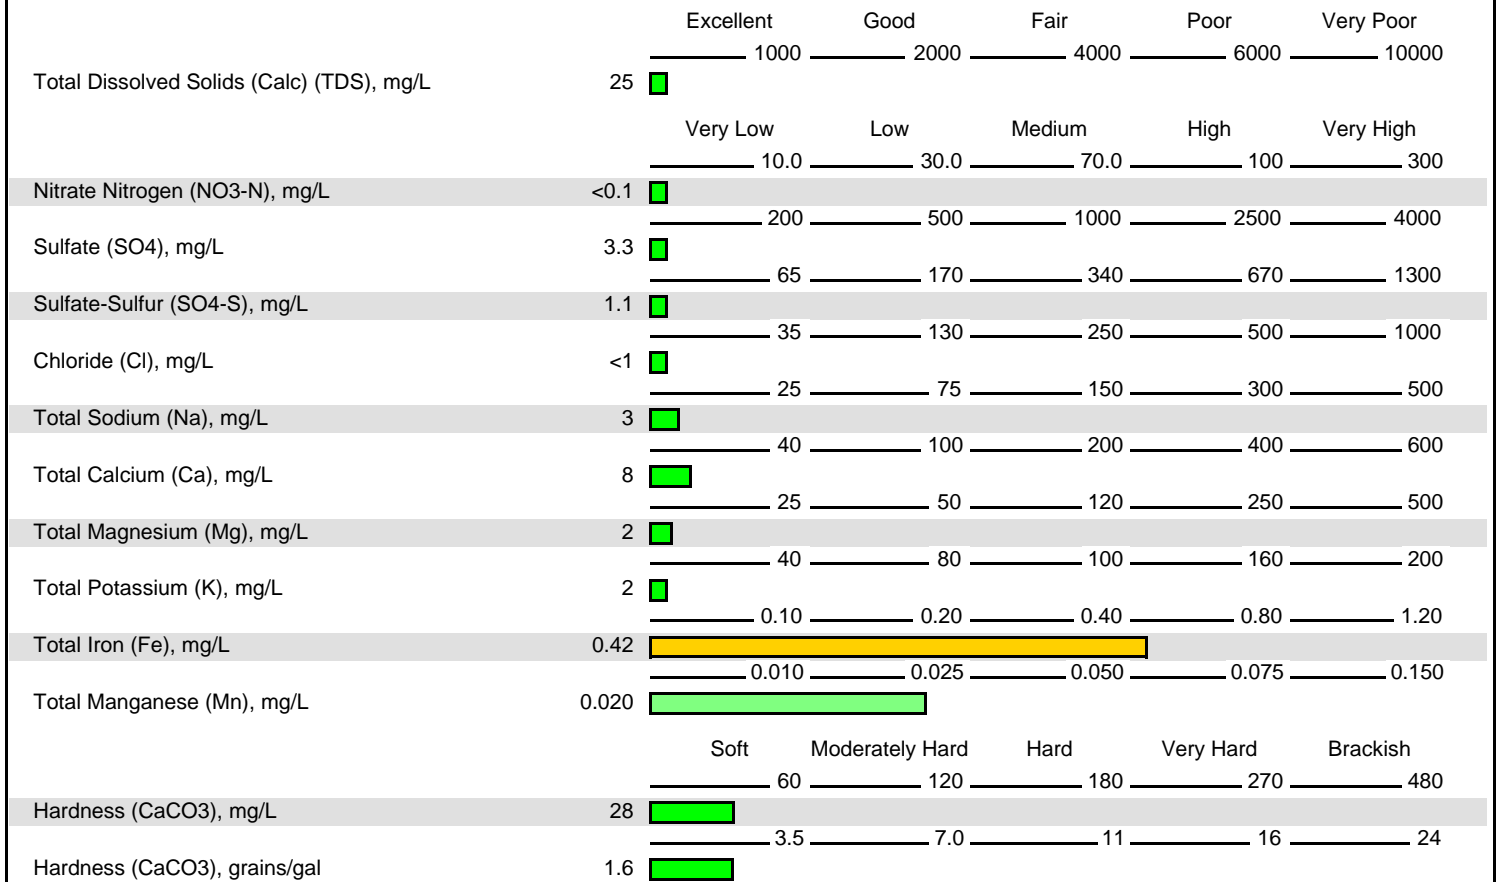 Excellent Good Fair Poor Very Poor
1000 2000 4000 6000 10000
Total Dissolved Solids (Calc) (TDS), mg/L 25
Very Low Low Medium High Very High
10.0 30.0 70.0 100 300
Nitrate Nitrogen (NO3-N), mg/L <0.1
200 500 1000 2500 4000
Sulfate (SO4), mg/L 3.3
65 170 340 670 1300
Sulfate-Sulfur (SO4-S), mg/L 1.1
35 130 250 500 1000
Chloride (Cl), mg/L <1
25 75 150 300 500
Total Sodium (Na), mg/L 3
40 100 200 400 600
Total Calcium (Ca), mg/L 8
25 50 120 250 500
Total Magnesium (Mg), mg/L 2
40 80 100 160 200
Total Potassium (K), mg/L 2
0.10 0.20 0.40 0.80 1.20
Total Iron (Fe), mg/L 0.42
0.010 0.025 0.050 0.075 0.150
Total Manganese (Mn), mg/L 0.020
Soft Moderately Hard Hard Very Hard Brackish
60 120 180 270 480
Hardness (CaCO3), mg/L 28
3.5 7.0 11 16 24
Hardness (CaCO3), grains/gal 1.6